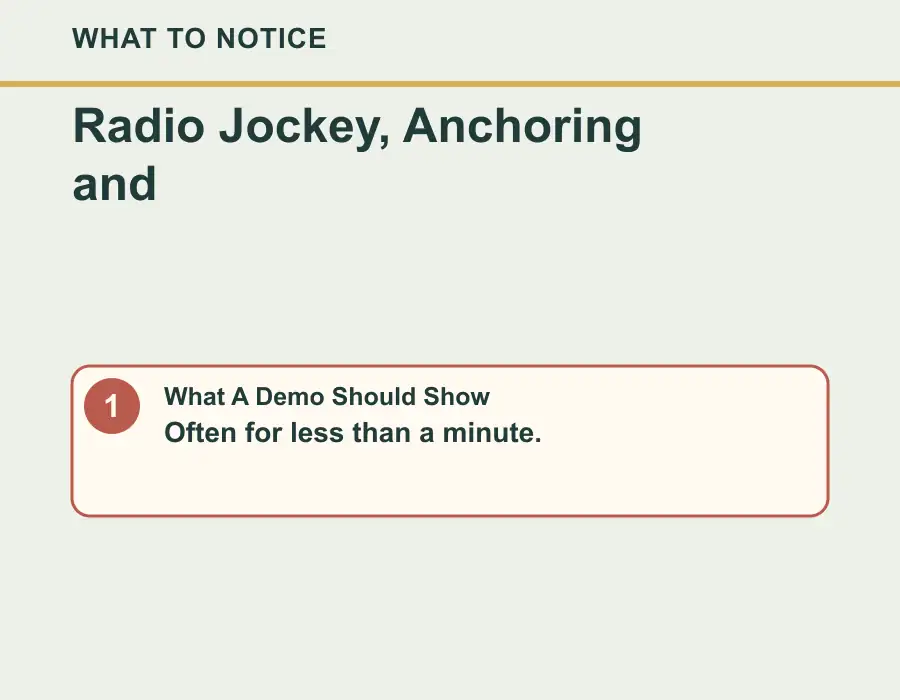 WHAT TO NOTICE
Radio Jockey, Anchoring
and
1
What A Demo Should Show
Often for less than a minute.